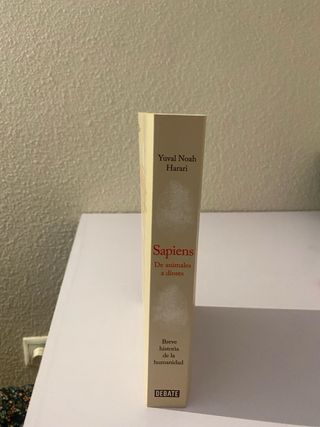 Yuval Noah
Harari
Sapiens
De animales
a dioses
Breve
historia
de la
humanidad
DEBATE